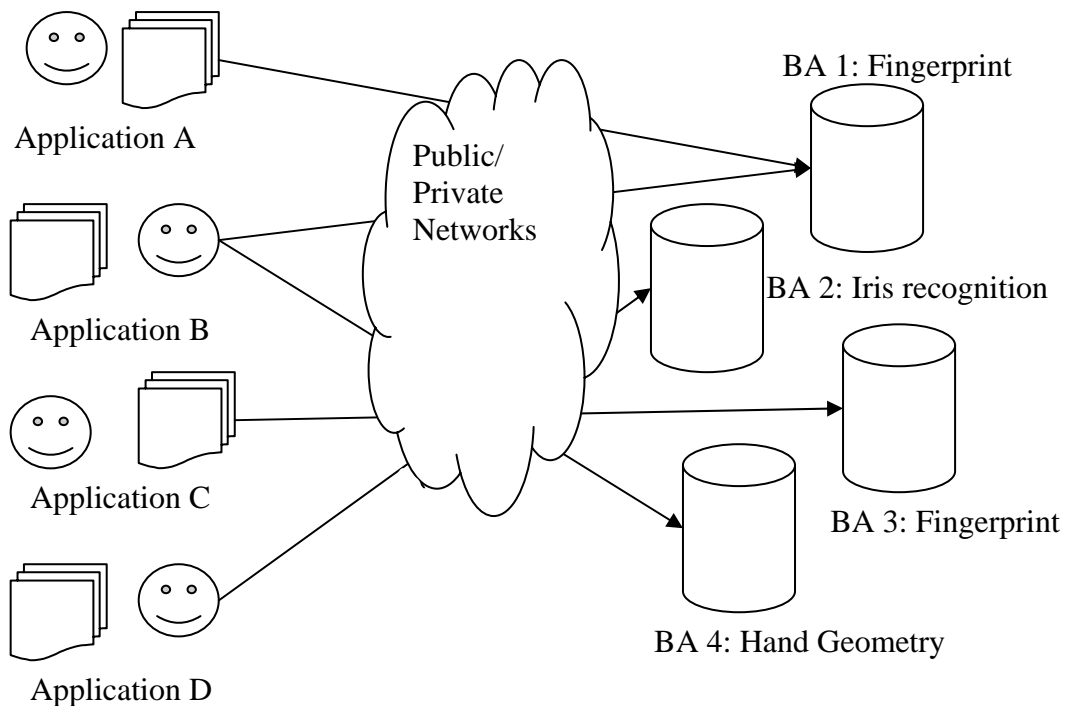 BA 1: Fingerprint
Application A
Public/
Private
Networks
BA 2: Iris recognition
Application B
Application C
BA 3: Fingerprint
BA 4: Hand Geometry
Application D